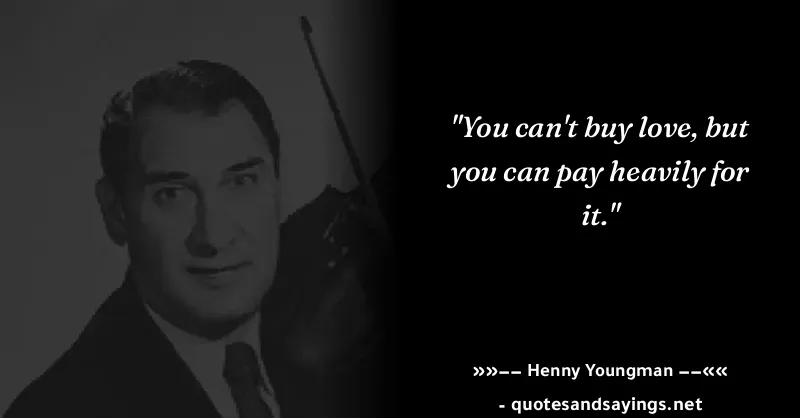 "You can't buy love, but
you can pay heavily for
it."
»»–– Henny Youngman ––««
- quotesandsayings.net